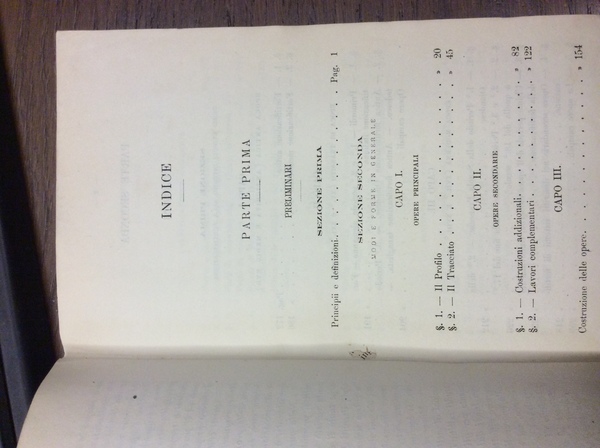 INDICE
PARTE PRIMA
PRELIMINARI
SEZIONE PRIMA
Principii e definizioni . . . . . . . . . . . . Pag. 1
SEZIONE SECONDA
MODI E FORME IN GENERALE
CAPO I.
OPERE PRINCIPALI
§. 1. — Il Profilo . . . . . . . . . . . . » 20
§. 2. — Il Tracciato . . . . . . . . . . . » 45
CAPO II.
OPERE SECONDARIE
§. 1. — Costruzioni addizionali . . . . . . . . » 82
§. 2. — Lavori complementari . . . . . . . . . » 122
CAPO III.
Costruzione delle opere . . . . . . . . . . . . » 154